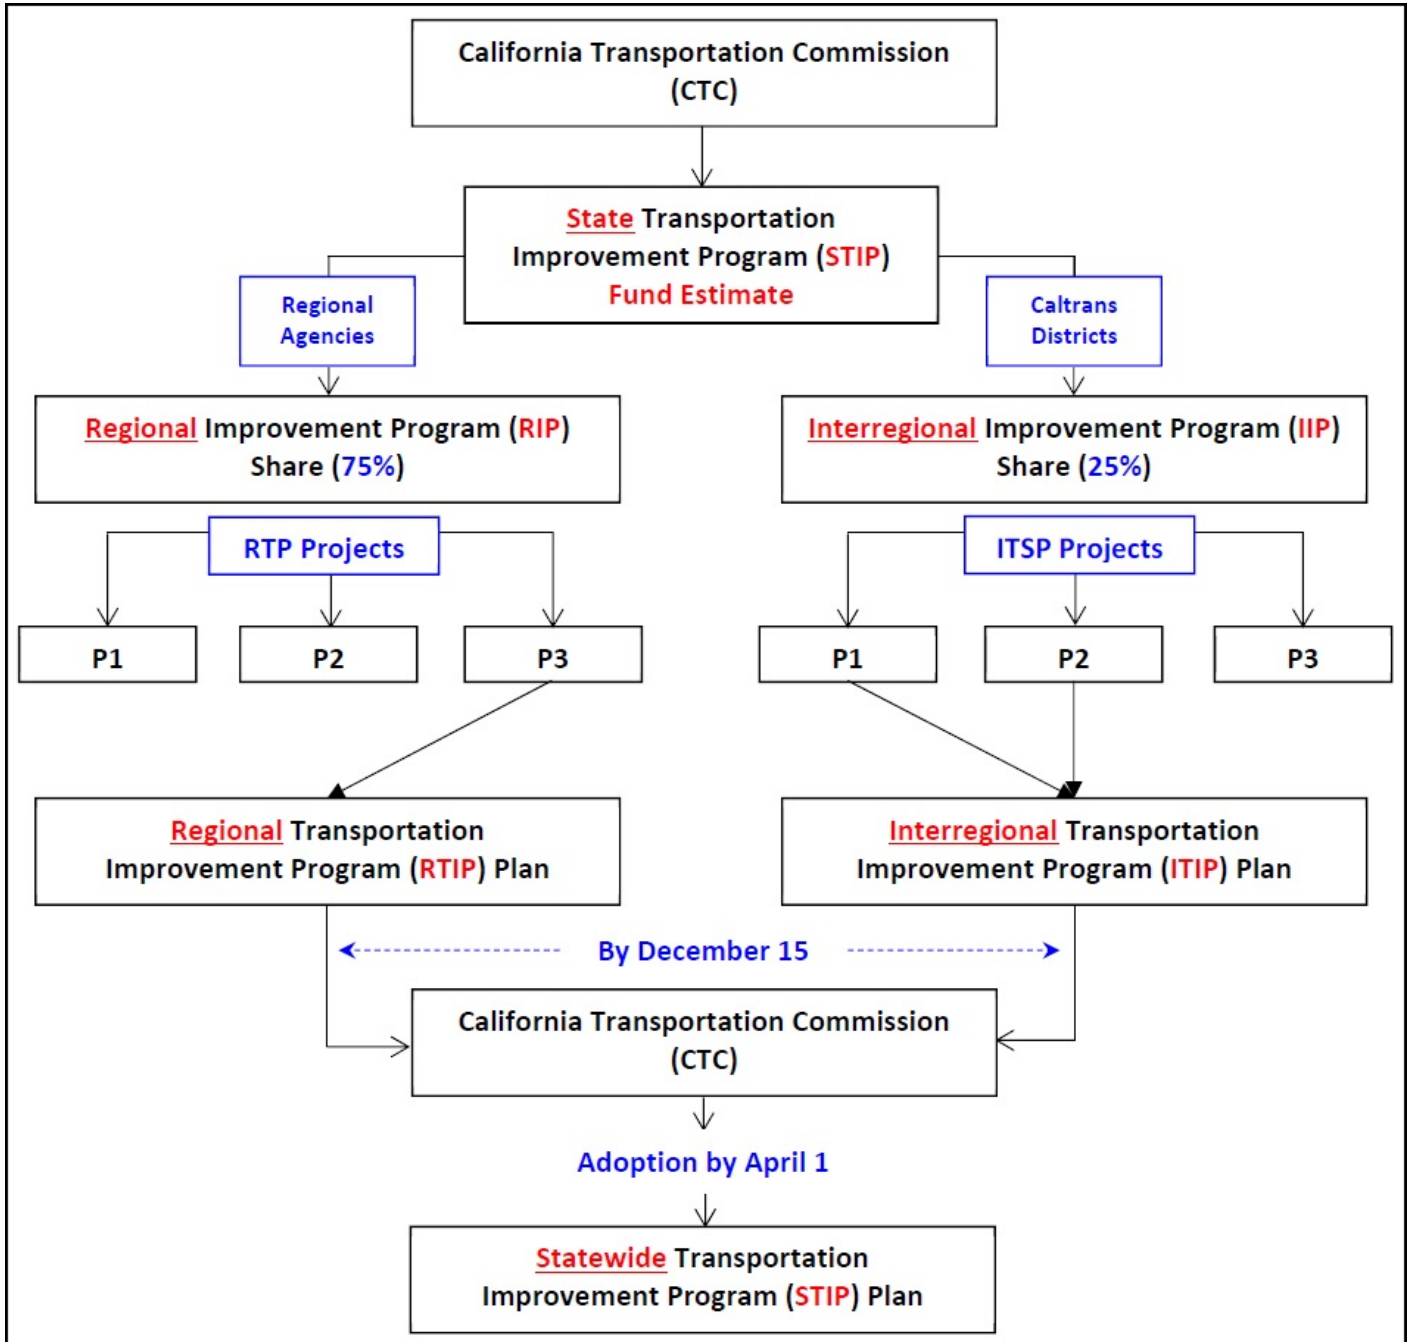 California Transportation Commission
(CTC)
State Transportation
Improvement Program (STIP)
Fund Estimate
Regional
Agencies
Caltrans
Districts
Regional Improvement Program (RIP)
Share (75%)
Interregional Improvement Program (IIP)
Share (25%)
RTP Projects
ITSP Projects
P1
P2
P3
P1
P2
P3
Regional Transportation
Improvement Program (RTIP) Plan
Interregional Transportation
Improvement Program (ITIP) Plan
By December 15
California Transportation Commission
(CTC)
Adoption by April 1
Statewide Transportation
Improvement Program (STIP) Plan